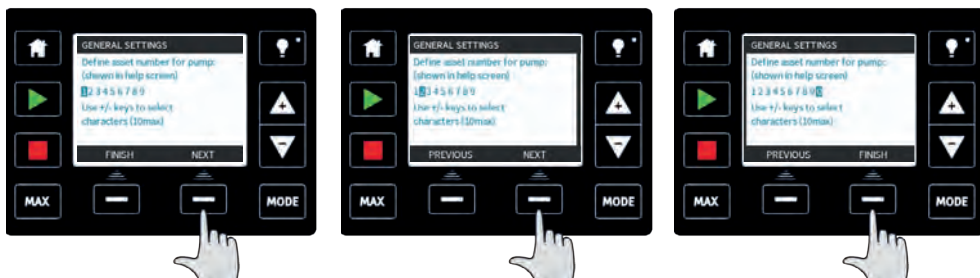 GENERAL SETTINGS
Define asset number for pump:
(shown in help screen)
123456789
Use +/- keys to select
characters (10max)
FINISH NEXT
MAX
MODE
GENERAL SETTINGS
Define asset number for pump:
(shown in help screen)
123456789
Use +/- keys to select
characters (10max)
PREVIOUS NEXT
MAX
MODE
GENERAL SETTINGS
Define asset number for pump:
(shown in help screen)
1234567890
Use +/- keys to select
characters (10max)
PREVIOUS FINISH
MAX
MODE